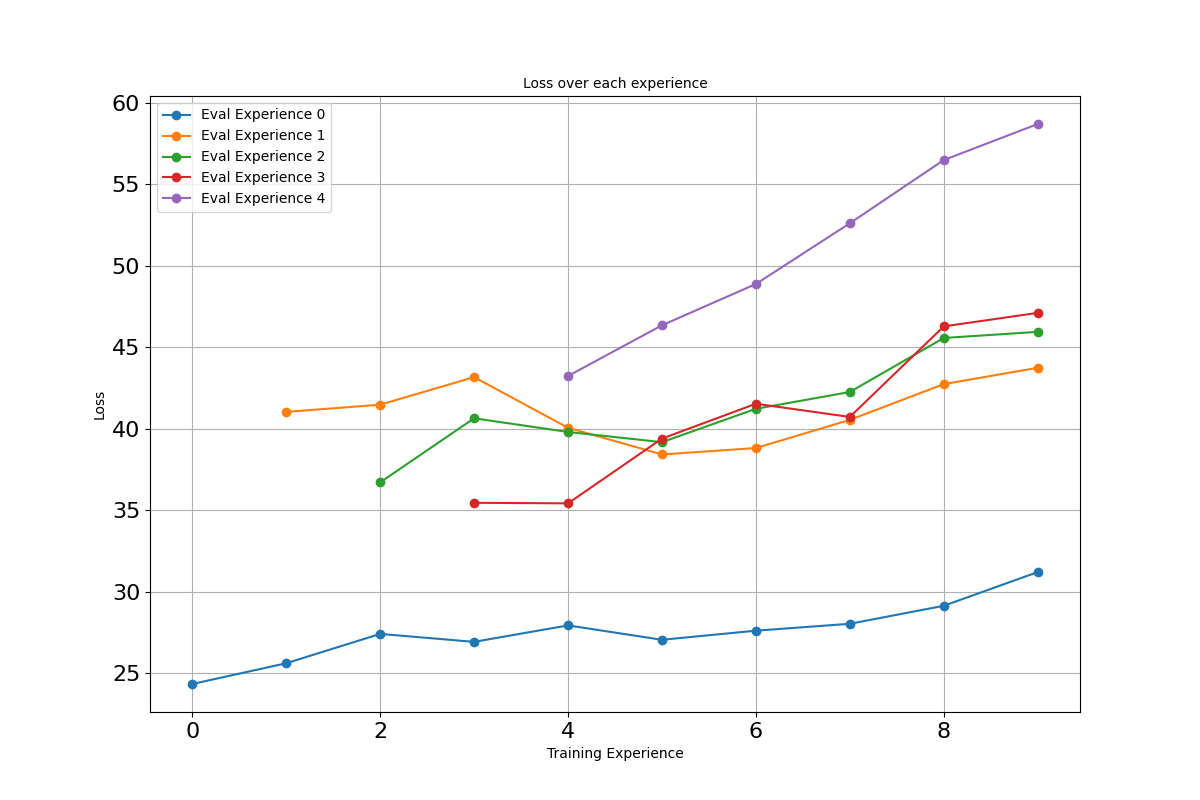 Loss over each experience
60
55
50
45
40
35
30
25
Loss
Eval Experience 0
Eval Experience 1
Eval Experience 2
Eval Experience 3
Eval Experience 4
0 2 4 6 8
Training Experience